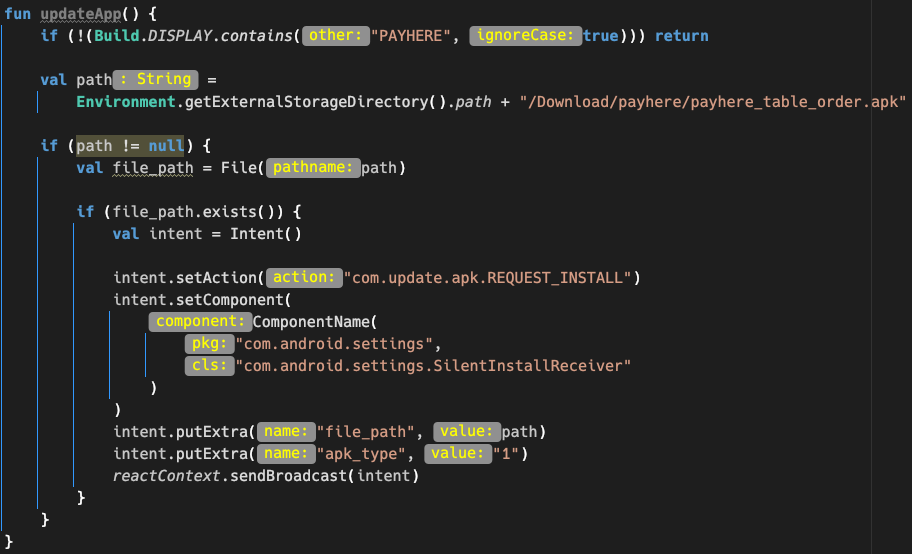 fun updateApp() {
if (!(Build.DISPLAY.contains( other: "PAYHERE", ignoreCase: true))) return
val path : String =
Environment.getExternalStorageDirectory().path + "/Download/payhere/payhere_table_order.apk"
if (path != null) {
val file_path = File( pathname: path)
if (file_path.exists()) {
val intent = Intent()
intent.setAction( action: "com.update.apk.REQUEST_INSTALL")
intent.setComponent(
component: ComponentName(
pkg: "com.android.settings",
cls: "com.android.settings.SilentInstallReceiver"
)
)
intent.putExtra( name: "file_path", value: path)
intent.putExtra( name: "apk_type", value: "1")
reactContext.sendBroadcast(intent)
}
}
}